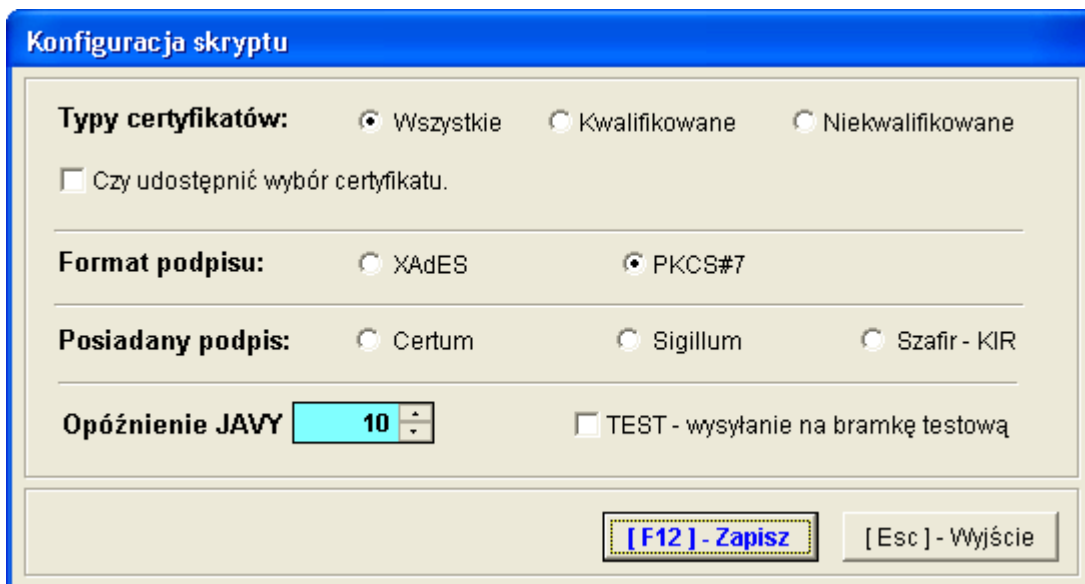 Konfiguracja skryptu
Typy certyfikatów: Wszystkie Kwalifikowane Niekwalifikowane
Czy udostępnić wybór certyfikatu.
Format podpisu: XAdES PKCS#7
Posiadany podpis: Certum Sigillum Szafir - KIR
Opóźnienie JAVY 10 TEST - wysyłanie na bramkę testową
[ F12 ] - Zapisz [ Esc ] - Wyjście